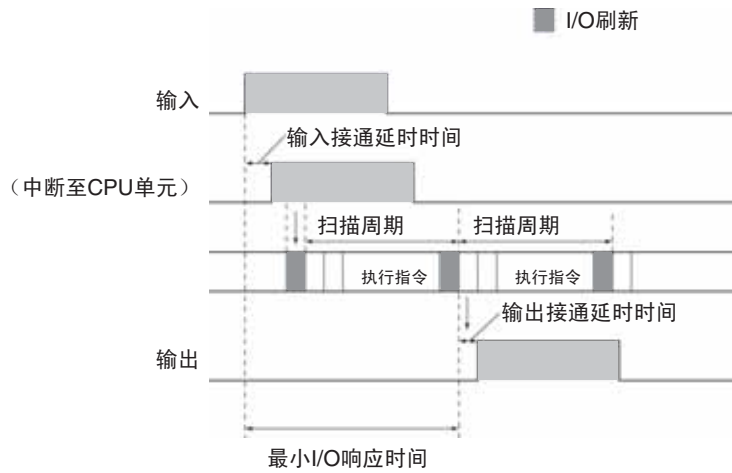 I/O刷新
输入
输入接通延时时间
（中断至CPU单元）
扫描周期 扫描周期
执行指令 执行指令
输出接通延时时间
输出
最小I/O响应时间